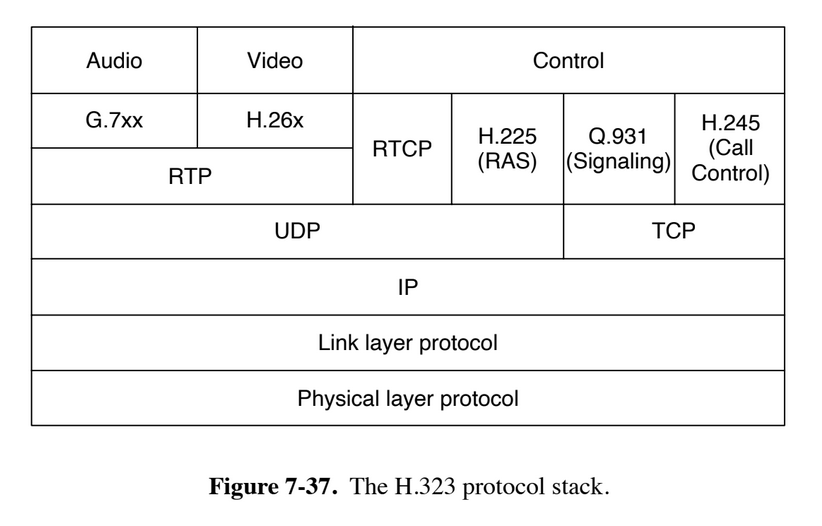 Audio
Video
Control
G.7xx
H.26x
RTCP
H.225
(RAS)
Q.931
(Signaling)
H.245
(Call
Control)
RTP
UDP
TCP
IP
Link layer protocol
Physical layer protocol
Figure 7-37. The H.323 protocol stack.